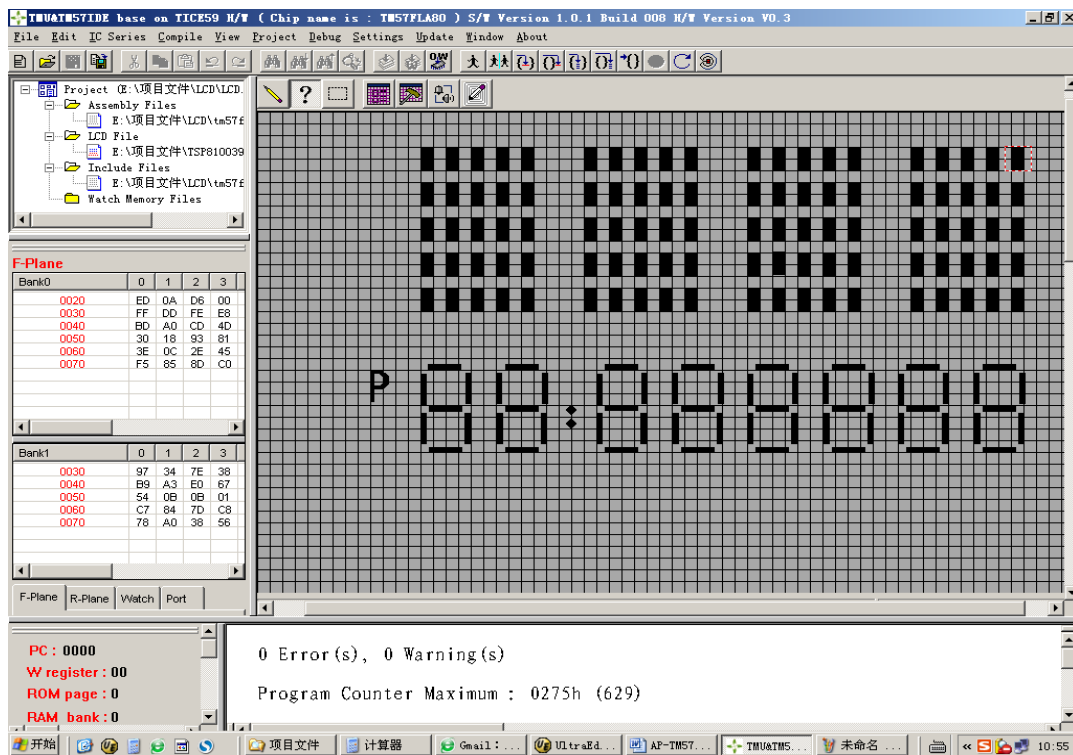 TMU&TM57IDE base on TICE59 H/W ( Chip name is : TM57FLA80 ) S/W Version 1.0.1 Build 008 H/W Version V0.3
File Edit IC Series Compile View Project Debug Settings Update Window About
Project (E:\项目文件\LCD\LCD.
Assembly Files
E:\项目文件\LCD\tm57f
LCD File
E:\项目文件\TSP810039
Include Files
E:\项目文件\LCD\tm57f
Watch Memory Files
F-Plane
Bank0 0 1 2 3
0020 ED 0A D6 00
0030 FF DD FE E8
0040 BD A0 CD 4D
0050 30 18 93 81
0060 3E 0C 2E 45
0070 F5 85 8D C0
P 88:888888
Bank1 0 1 2 3
0030 97 34 7E 38
0040 B9 A3 E0 67
0050 54 0B 0B 01
0060 C7 84 7D C8
0070 78 A0 38 56
F-Plane R-Plane Watch Port
PC : 0000
W register : 00
ROM page : 0
RAM bank : 0
0 Error(s), 0 Warning(s)
Program Counter Maximum : 0275h (629)
开始 项目文件 计算器 Gmail: ... UltraEd... AP-TM57... TMU&TM5... 未命名 ... « 10:55